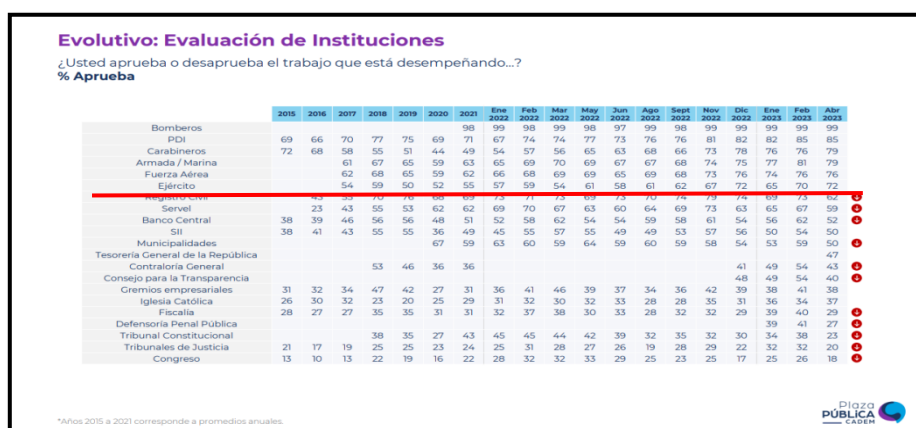 Evolutivo: Evaluación de Instituciones
¿Usted aprueba o desaprueba el trabajo que está desempeñando...?
% Aprueba
2015 2016 2017 2018 2019 2020 2021 Ene 2022 Feb 2022 Mar 2022 May 2022 Jun 2022 Ago 2022 Sept 2022 Nov 2022 Dic 2022 Ene 2023 Feb 2023 Abr 2023
Bomberos 98 99 98 99 98 97 99 98 99 99 99 99 99
PDI 69 66 70 77 75 69 71 67 74 74 77 73 76 76 81 82 82 85 85
Carabineros 72 68 58 55 51 44 49 54 57 56 65 63 68 66 73 78 76 76 79
Armada / Marina 61 67 65 59 63 65 69 70 69 67 67 68 74 75 77 81 79
Fuerza Aérea 62 68 65 59 62 66 68 69 69 65 69 68 73 76 74 76 76
Ejército 54 59 50 52 55 57 59 54 61 58 61 62 67 72 65 70 72
Registro Civil 73 71 73 69 73 70 74 79 74 69 73 62
Servel 23 43 55 53 62 62 69 70 67 63 60 64 69 73 63 65 67 59
Banco Central 38 39 46 56 56 48 51 52 58 62 54 54 59 58 61 54 56 62 52
SII 38 41 43 55 55 36 49 45 55 57 55 49 49 53 57 56 50 54 50
Municipalidades 67 59 63 60 59 64 59 60 59 58 54 53 59 50
Tesorería General de la República 47
Contraloría General 53 46 36 36 41 49 54 43
Consejo para la Transparencia 48 49 54 40
Gremios empresariales 31 32 34 47 42 27 31 36 41 46 39 37 34 36 42 39 38 41 38
Iglesia Católica 26 30 32 23 20 25 29 31 32 30 32 33 28 28 35 31 36 34 37
Fiscalía 28 27 27 35 35 31 31 32 37 38 30 33 28 32 32 29 39 40 29
Defensoría Penal Pública 39 41 27
Tribunal Constitucional 38 35 27 43 45 45 44 42 39 32 35 32 30 34 38 23
Tribunales de Justicia 21 17 19 25 25 23 24 25 31 28 27 26 19 28 29 22 32 32 20
Congreso 13 10 13 22 19 16 22 28 32 32 33 29 25 23 25 17 25 26 18
*Años 2015 a 2021 corresponde a promedios anuales.
Plaza
PÚBLICA
CADEM